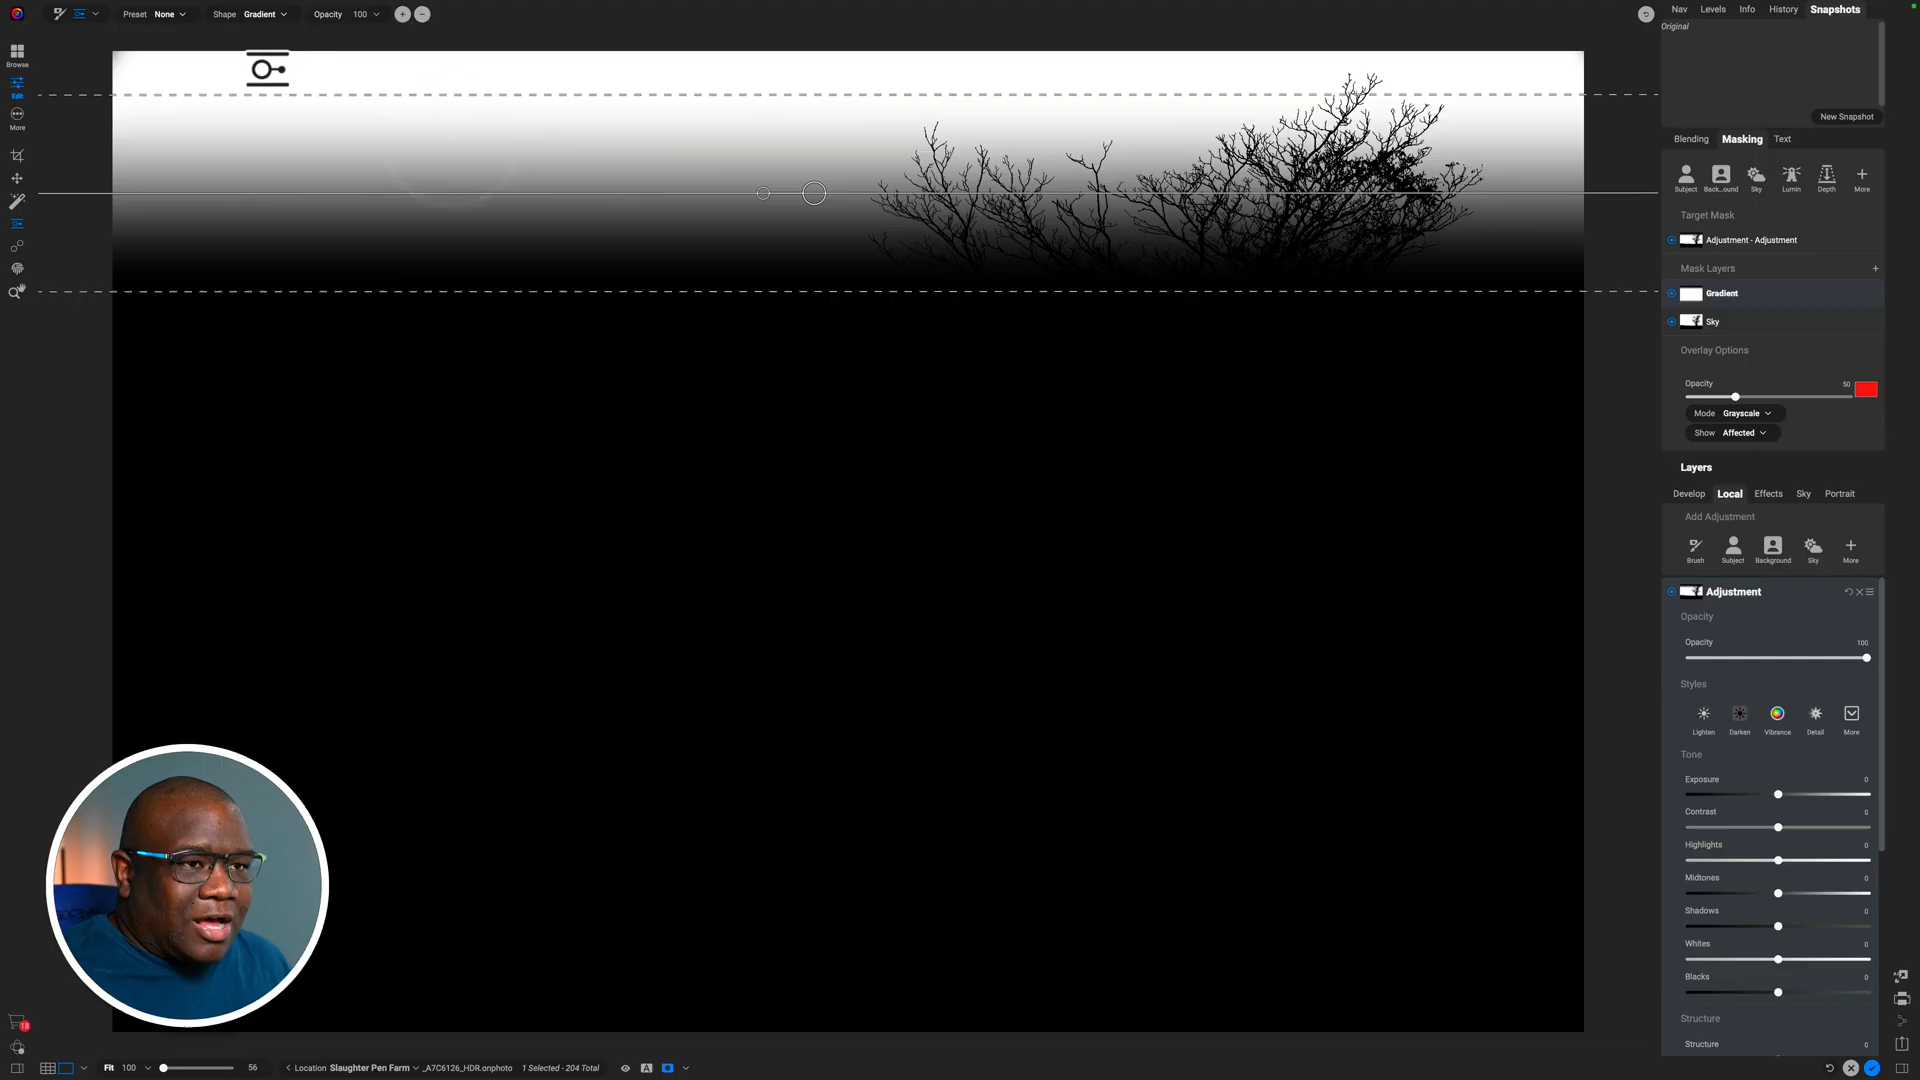 Preset None Shape Gradient Opacity 100
Nav Levels Info History Snapshots
Original
New Snapshot
Browse
Edit
More
Blending Masking Text
Subject Back...ound Sky Lumin Depth More
Target Mask
Adjustment - Adjustment
Mask Layers +
Gradient
Sky
Overlay Options
Opacity 50
Mode Grayscale
Show Affected
Layers
Develop Local Effects Sky Portrait
Add Adjustment
Brush Subject Background Sky More
Adjustment
Opacity
Opacity 100
Styles
Lighten Darken Vibrance Detail More
Tone
Exposure 0
Contrast 0
Highlights 0
Midtones 0
Shadows 0
Whites 0
Blacks 0
Structure
Structure 0
18
Fit 100 56 Location Slaughter Pen Farm _A7C6126_HDR.onphoto 1 Selected - 204 Total A